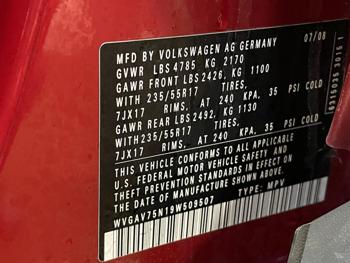 MFD BY VOLKSWAGEN AG GERMANY 07/08
GVWR LBS 4785 KG 2170
GAWR FRONT LBS 2426, KG 1100
WITH 235/55R17 TIRES,
7JX17 RIMS, AT 240 KPA, 35 PSI COLD
GAWR REAR LBS 2492, KG 1130
WITH 235/55R17 TIRES,
7JX17 RIMS, AT 240 KPA, 35 PSI COLD
THIS VEHICLE CONFORMS TO ALL APPLICABLE
U.S. FEDERAL MOTOR VEHICLE SAFETY AND
THEFT PREVENTION STANDARDS IN EFFECT ON
THE DATE OF MANUFACTURE SHOWN ABOVE.
WVGAV75N19W509507 TYPE: MPV